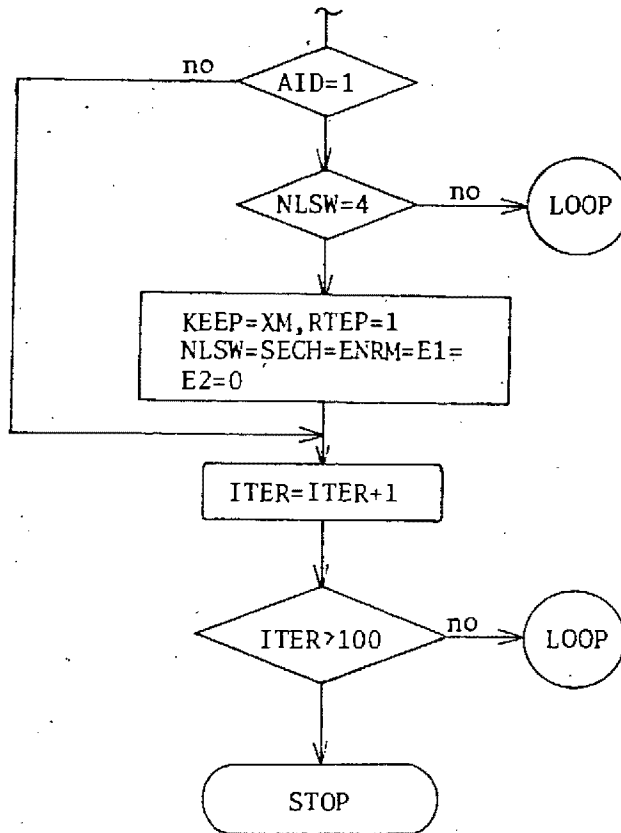 no
AID=1
NLSW=4
no
LOOP
KEEP=XM,RTEP=1
NLSW=SECH=ENRM=E1=
E2=0
ITER=ITER+1
ITER>100
no
LOOP
STOP